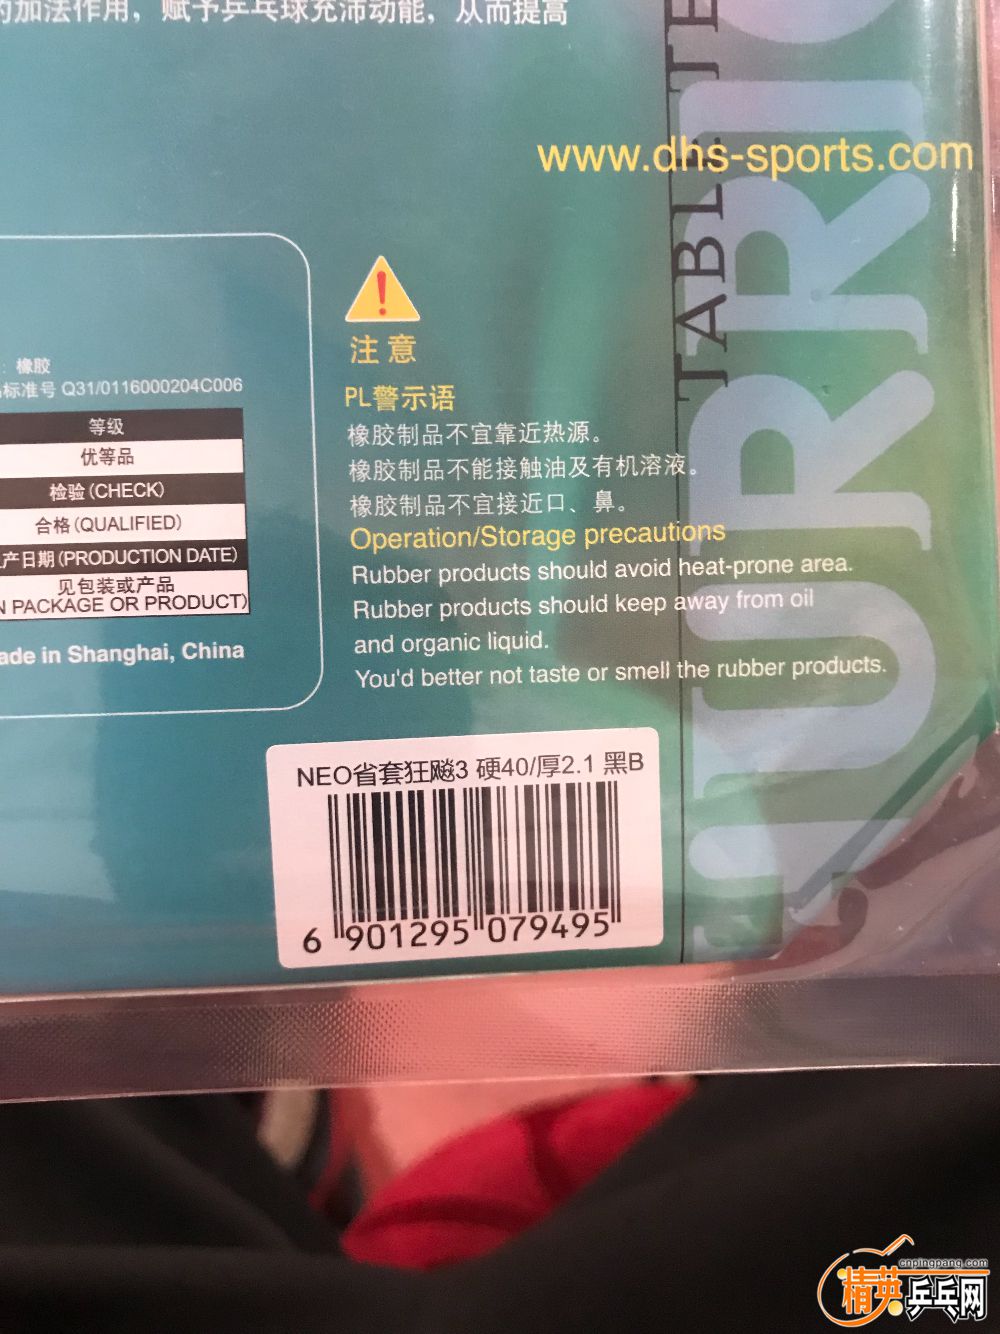 的加法作用，赋予乒乓球充沛动能，从而提高
www.dhs-sports.com
TABLE TE
HURRIC
：橡胶
标准号 Q31/0116000204C006
等级
优等品
检验(CHECK)
合格(QUALIFIED)
产日期(PRODUCTION DATE)
见包装或产品
N PACKAGE OR PRODUCT)
ade in Shanghai, China
注意
PL警示语
橡胶制品不宜靠近热源。
橡胶制品不能接触油及有机溶液。
橡胶制品不宜接近口、鼻。
Operation/Storage precautions
Rubber products should avoid heat-prone area.
Rubber products should keep away from oil
and organic liquid.
You'd better not taste or smell the rubber products.
NEO省套狂飚3 硬40/厚2.1 黑B
6 901295 079495
cnpingpang.com
精英乒乓网